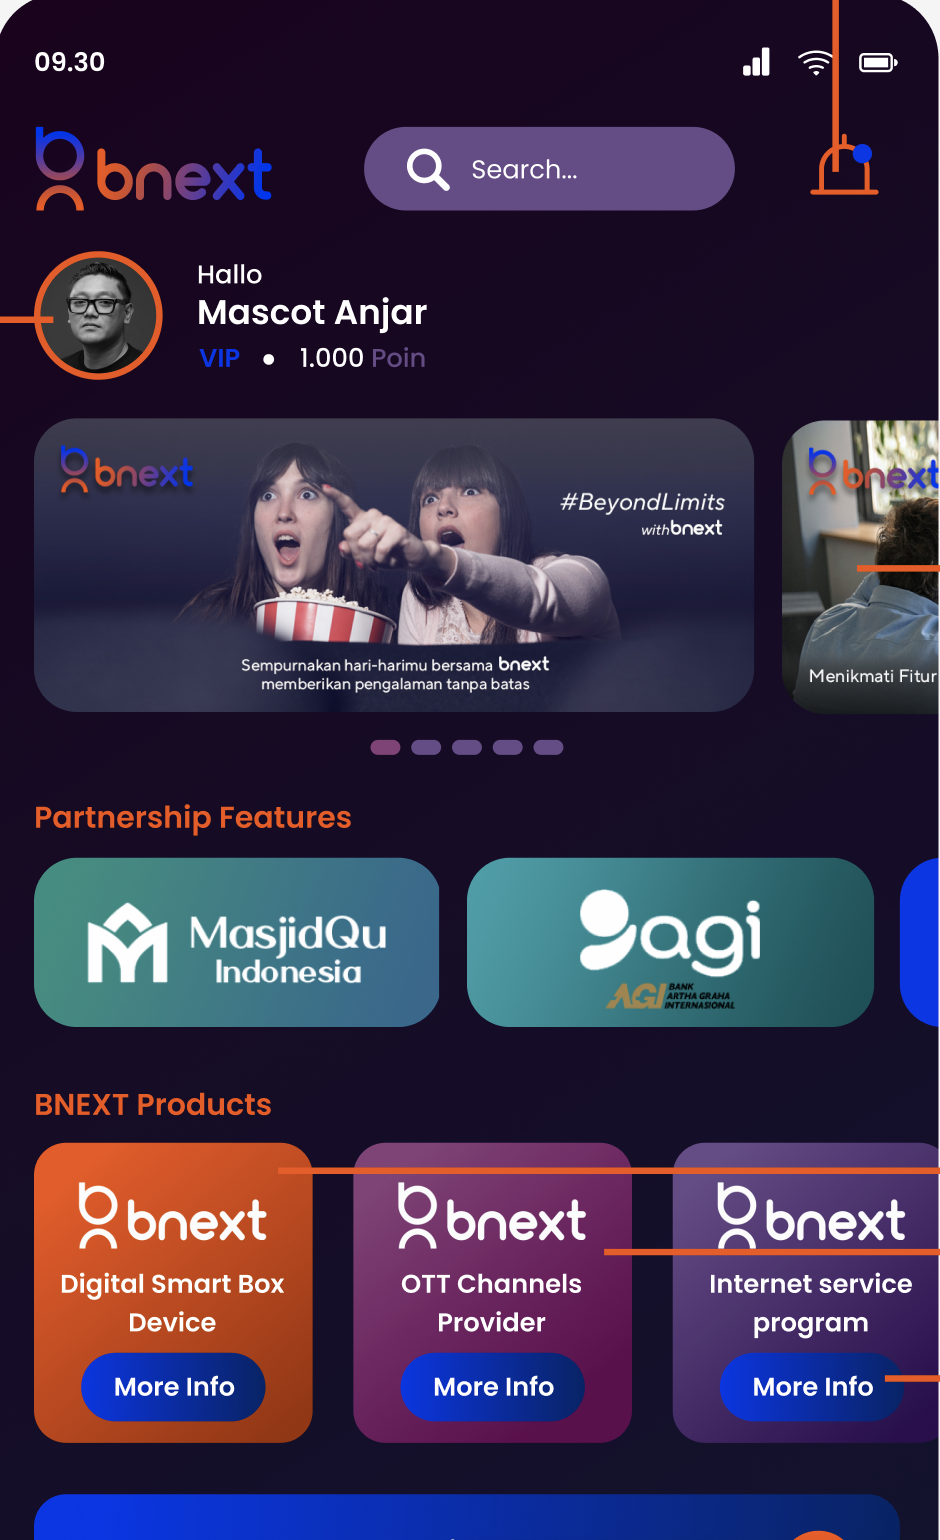 09.30
bnext
Search...
Hallo
Mascot Anjar
VIP • 1.000 Poin
bnext
#BeyondLimits
with bnext
Sempurnakan hari-harimu bersama bnext
memberikan pengalaman tanpa batas
bnext
Menikmati Fitur
Partnership Features
MasjidQu
Indonesia
agi
AGI BANK
ARTHA GRAHA
INTERNASIONAL
BNEXT Products
bnext
Digital Smart Box
Device
More Info
bnext
OTT Channels
Provider
More Info
bnext
Internet service
program
More Info